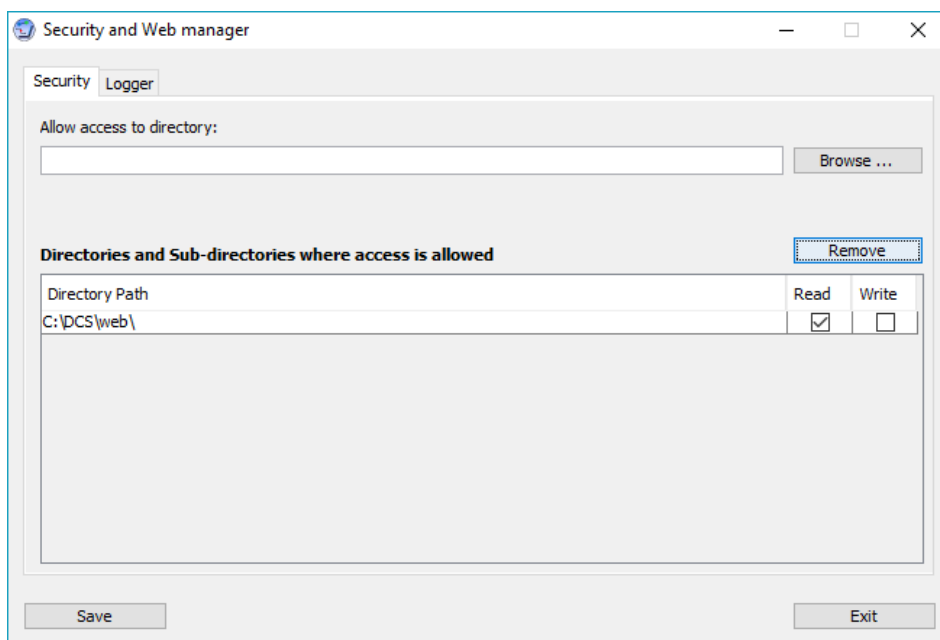 Security and Web manager
Security Logger
Allow access to directory:
Browse ...
Directories and Sub-directories where access is allowed Remove
Directory Path Read Write
C:\DCS\web\
Save Exit